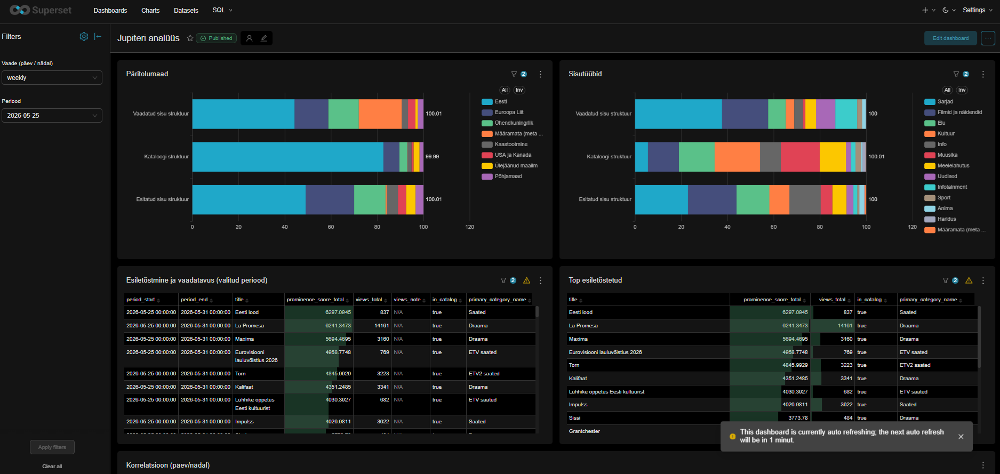 Superset
Dashboards
Charts
Datasets
SQL
Settings
Filters
Vaade (päev / nädal)
weekly
Periood
2026-05-25
Apply filters
Clear all
Jupiteri analüüs
Published
Edit dashboard
Päritolumaad
2
All
Inv
Vaadatud sisu struktuur
Kataloogi struktuur
Esitatud sisu struktuur
100.01
99.99
100.01
0 20 40 60 80 100 120
Eesti
Euroopa Liit
Ühendkuningriik
Määramata (meta ...
Kaastootmine
USA ja Kanada
Ülejäänud maailm
Põhjamaad
Sisutüübid
2
All
Inv
Vaadatud sisu struktuur
Kataloogi struktuur
Esitatud sisu struktuur
100
100.01
100
0 20 40 60 80 100 120
Sarjad
Filmid ja näidendid
Elu
Kultuur
Info
Muusika
Meelelahutus
Uudised
Infotainment
Sport
Anima
Haridus
Määramata (meta ...
Esiletõstmine ja vaadatavus (valitud periood)
2
period_start period_end title prominence_score_total views_total views_note in_catalog primary_category_name
2026-05-25 00:00:00 2026-05-31 00:00:00 Eesti lood 6297.0945 837 N/A true Saated
2026-05-25 00:00:00 2026-05-31 00:00:00 La Promesa 6241.3473 14161 N/A true Draama
2026-05-25 00:00:00 2026-05-31 00:00:00 Maxima 5694.4695 3160 N/A true Draama
2026-05-25 00:00:00 2026-05-31 00:00:00 Eurovisiooni 4958.7748 769 N/A true ETV saated
lauluvõistlus 2026
2026-05-25 00:00:00 2026-05-31 00:00:00 Torn 4845.9929 3223 N/A true ETV2 saated
2026-05-25 00:00:00 2026-05-31 00:00:00 Kalifaat 4351.2485 3341 N/A true Draama
2026-05-25 00:00:00 2026-05-31 00:00:00 Lühhike õppetus 4030.3927 682 N/A true ETV saated
Eesti kultuurist
2026-05-25 00:00:00 2026-05-31 00:00:00 Impulss 4026.9811 3622 N/A true Saated
Top esiletõstetud
2
title prominence_score_total views_total in_catalog primary_category_name
Eesti lood 6297.0945 837 true Saated
La Promesa 6241.3473 14161 true Draama
Maxima 5694.4695 3160 true Draama
Eurovisiooni lauluvõistlus 2026 4958.7748 769 true ETV saated
Torn 4845.9929 3223 true ETV2 saated
Kalifaat 4351.2485 3341 true Draama
Lühhike õppetus Eesti kultuurist 4030.3927 682 true ETV saated
Impulss 4026.9811 3622 true Saated
Sissi 3773.78 484 true Draama
Grantchester
This dashboard is currently auto refreshing; the next auto refresh
will be in 1 minut.
Korrelatsioon (päev/nädal)